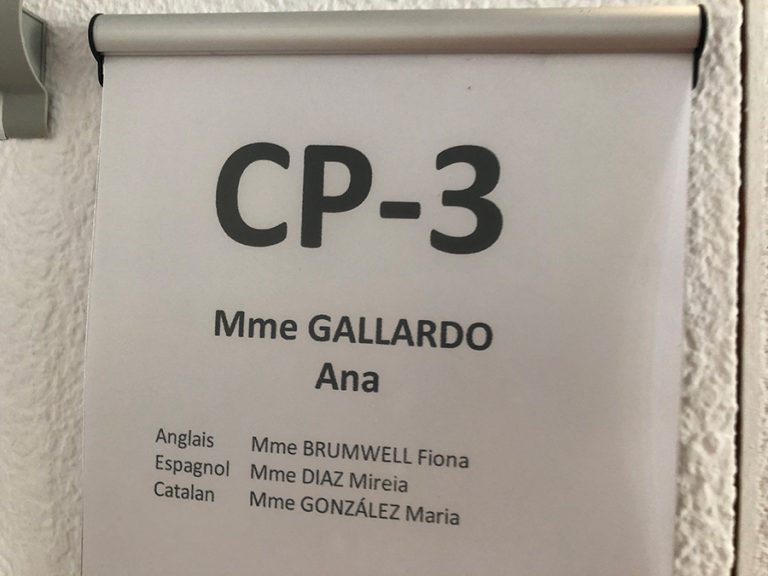 CP-3
Mme GALLARDO
Ana
Anglais Mme BRUMWELL Fiona
Espagnol Mme DIAZ Mireia
Catalan Mme GONZÁLEZ Maria